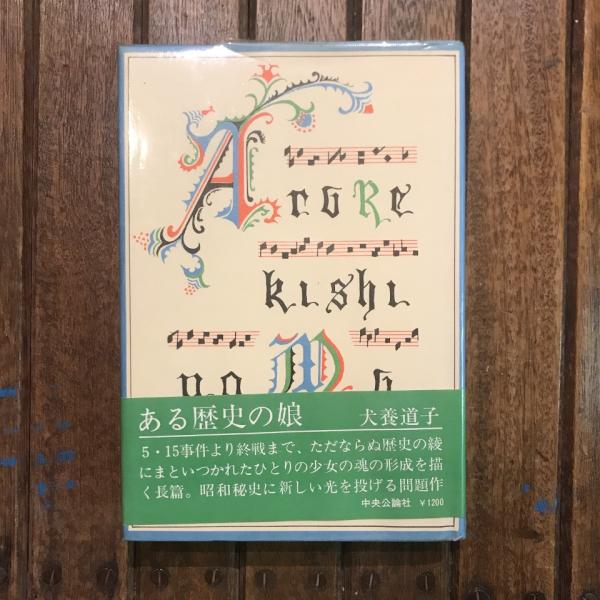 AruRe
kishi
no M
ある歴史の娘 犬養道子
5・15事件より終戦まで、ただならぬ歴史の綾
にまといつかれたひとりの少女の魂の形成を描
く長篇。昭和秘史に新しい光を投げる問題作
中央公論社 ¥1200